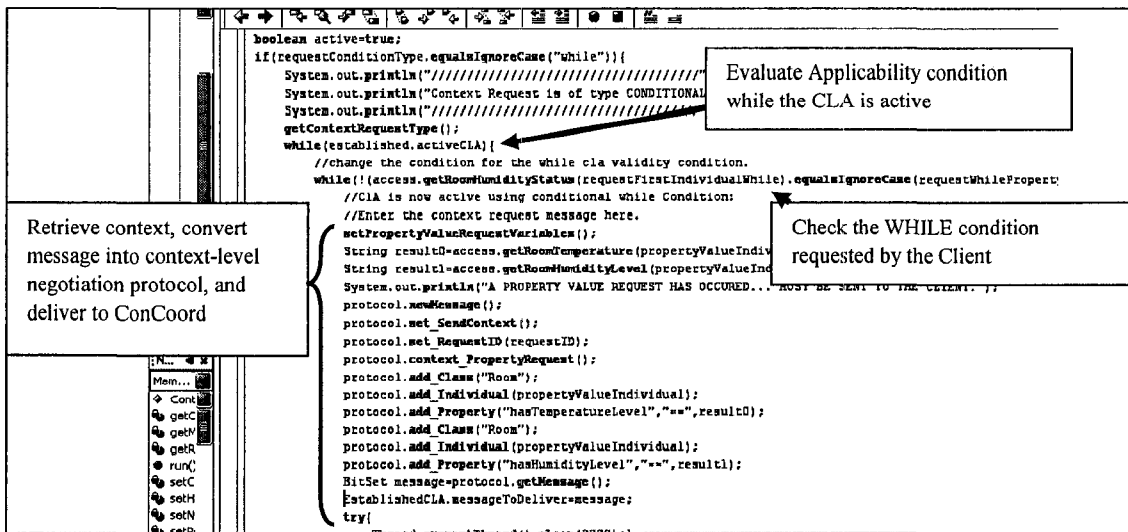 boolean active=true;
if(requestConditionType.equalsIgnoreCase("while")){
System.out.println("///////////////////////////////////"
System.out.println("Context Request is of type CONDITIONAL
System.out.println("///////////////////////////////////
getContextRequestType();
while(established.activeCLA){
//change the condition for the while cla validity condition.
while(!(access.getRoomHumidityStatus(requestFirstIndividualWhile).equalsIgnoreCase(requestWhileProperty
//ClA is now active using conditional while Condition:
//Enter the context request message here.
setPropertyValueRequestVariables();
String result0=access.getRoomTemperature(propertyValueIndiv
String result1=access.getRoomHumidityLevel(propertyValueInd
System.out.println("A PROPERTY VALUE REQUEST HAS OCCURED... MUST BE SENT TO THE CLIENT. ");
protocol.newMessage();
protocol.set_SendContext();
protocol.set_RequestID(requestID);
protocol.context_PropertyRequest();
protocol.add_Class("Room");
protocol.add_Individual(propertyValueIndividual);
protocol.add_Property("hasTemperatureLevel","==",result0);
protocol.add_Class("Room");
protocol.add_Individual(propertyValueIndividual);
protocol.add_Property("hasHumidityLevel","==",result1);
BitSet message=protocol.getMessage();
EstablishedCLA.messageToDeliver=message;
try{
Evaluate Applicability condition
while the CLA is active
Check the WHILE condition
requested by the Client
Retrieve context, convert
message into context-level
negotiation protocol, and
deliver to ConCoord
N...
Mem...
Cont
getC
getM
getR
run()
setC
setH
setN